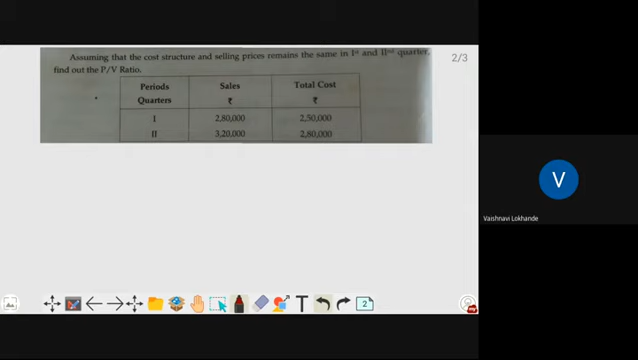 Assuming that the cost structure and selling prices remains the same in Iˢᵗ and IIⁿᵈ quarter,
find out the P/V Ratio.
Periods Sales Total Cost
Quarters ₹ ₹
I 2,80,000 2,50,000
II 3,20,000 2,80,000
2/3
V
Vaishnavi Lokhande
T
2